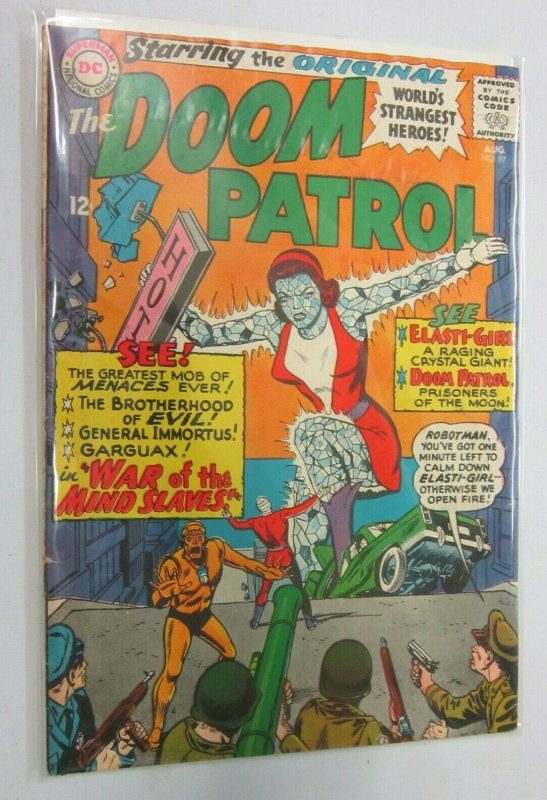 SUPERMAN
DC
NATIONAL COMICS
Starring the ORIGINAL
The DOOM
PATROL
WORLD'S
STRANGEST
HEROES!
APPROVED
BY THE
COMICS
CODE
AUTHORITY
AUG.
NO. 97
12¢
HOT
SEE!
THE GREATEST MOB OF
MENACES EVER!
THE BROTHERHOOD
OF EVIL!
GENERAL IMMORTUS!
GARGUAX!
in "WAR of the
MIND SLAVES!"
SEE
ELASTI-GIRL
A RAGING
CRYSTAL GIANT!
DOOM PATROL,
PRISONERS
OF THE MOON!
ROBOTMAN,
YOU'VE GOT ONE
MINUTE LEFT TO
CALM DOWN
ELASTI-GIRL--
OTHERWISE WE
OPEN FIRE!